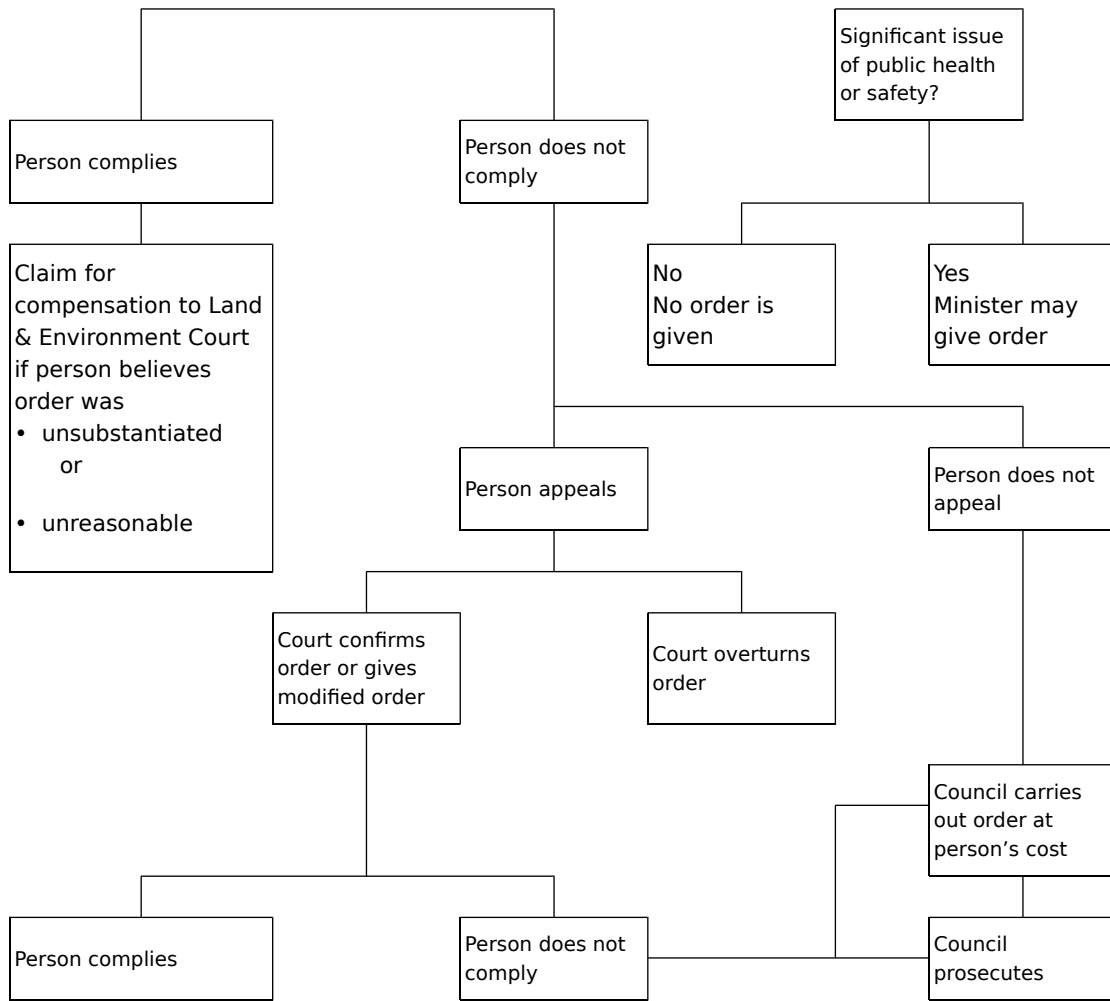 Significant issue
of public health
or safety?
Person complies
Person does not
comply
Claim for
compensation to Land
& Environment Court
if person believes
order was
• unsubstantiated
or
• unreasonable
No
No order is
given
Yes
Minister may
give order
Person appeals
Person does not
appeal
Court confirms
order or gives
modified order
Court overturns
order
Council carries
out order at
person’s cost
Person complies
Person does not
comply
Council
prosecutes